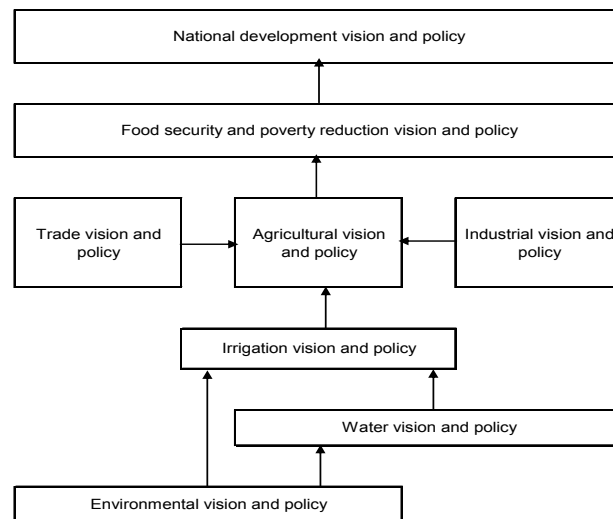 National development vision and policy
Food security and poverty reduction vision and policy
Trade vision and
policy
Agricultural vision
and policy
Industrial vision and
policy
Irrigation vision and policy
Water vision and policy
Environmental vision and policy